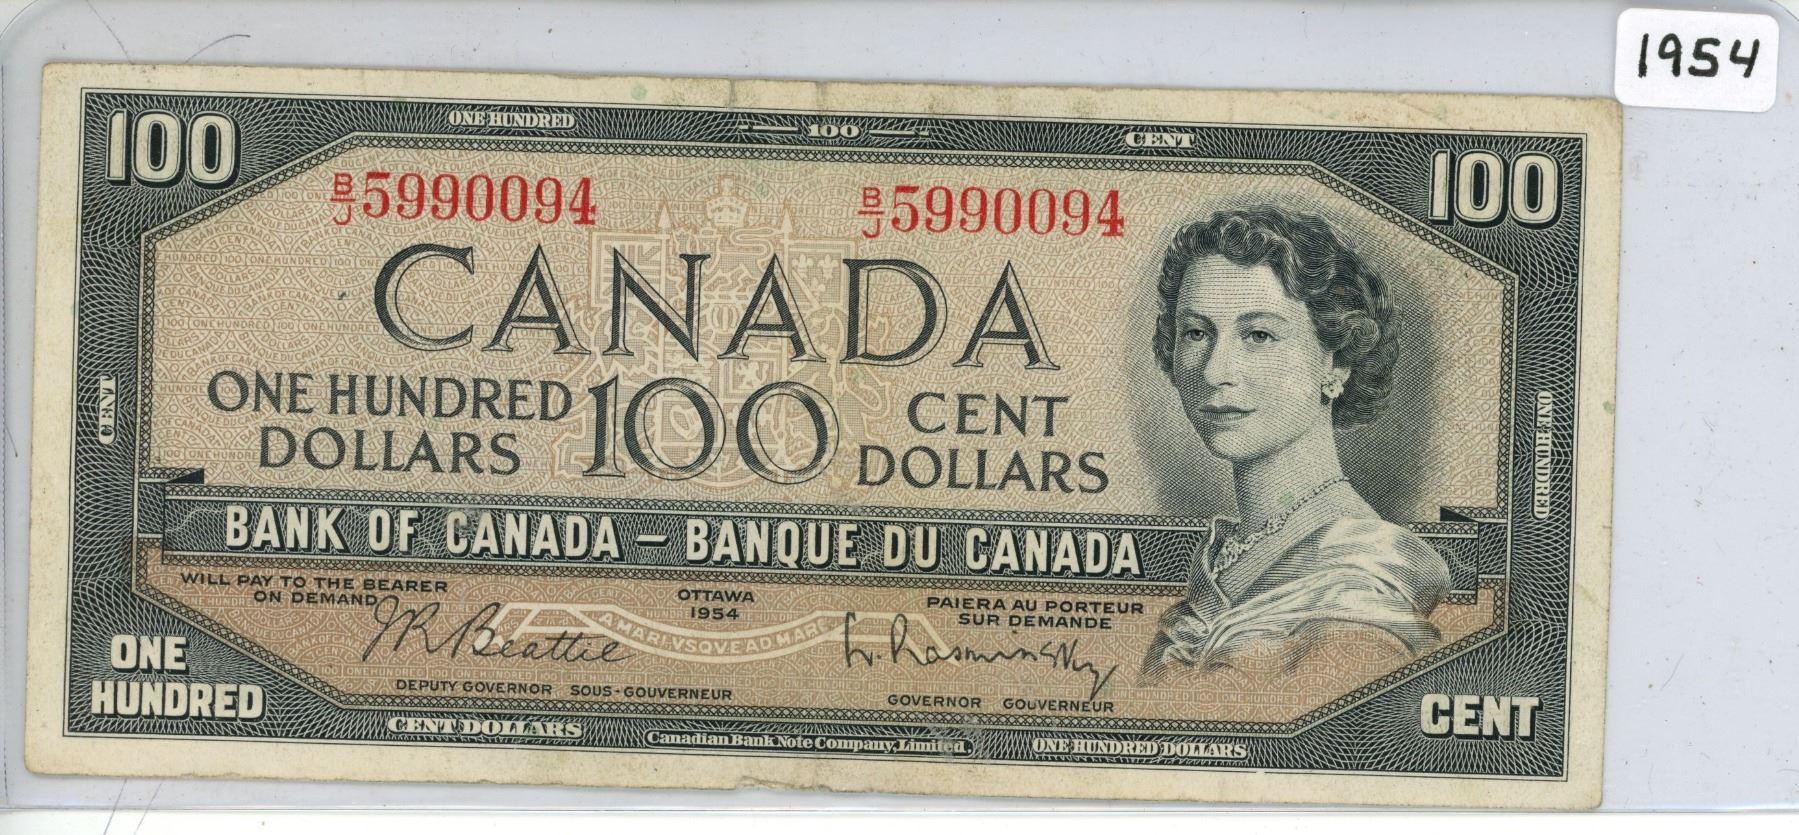 1954
100 ONE HUNDRED 100 CENT 100
B/J 5990094 B/J 5990094
CANADA
ONE HUNDRED DOLLARS 100 CENT DOLLARS
CENT
ONE HUNDRED
BANK OF CANADA – BANQUE DU CANADA
WILL PAY TO THE BEARER
ON DEMAND
OTTAWA
1954
PAIERA AU PORTEUR
SUR DEMANDE
A MARI VSQVE AD MARE
J R Beattie
L. Rasminsky
DEPUTY GOVERNOR SOUS-GOUVERNEUR
GOVERNOR GOUVERNEUR
ONE
HUNDRED
CENT
CENT DOLLARS
Canadian Bank Note Company, Limited.
ONE HUNDRED DOLLARS